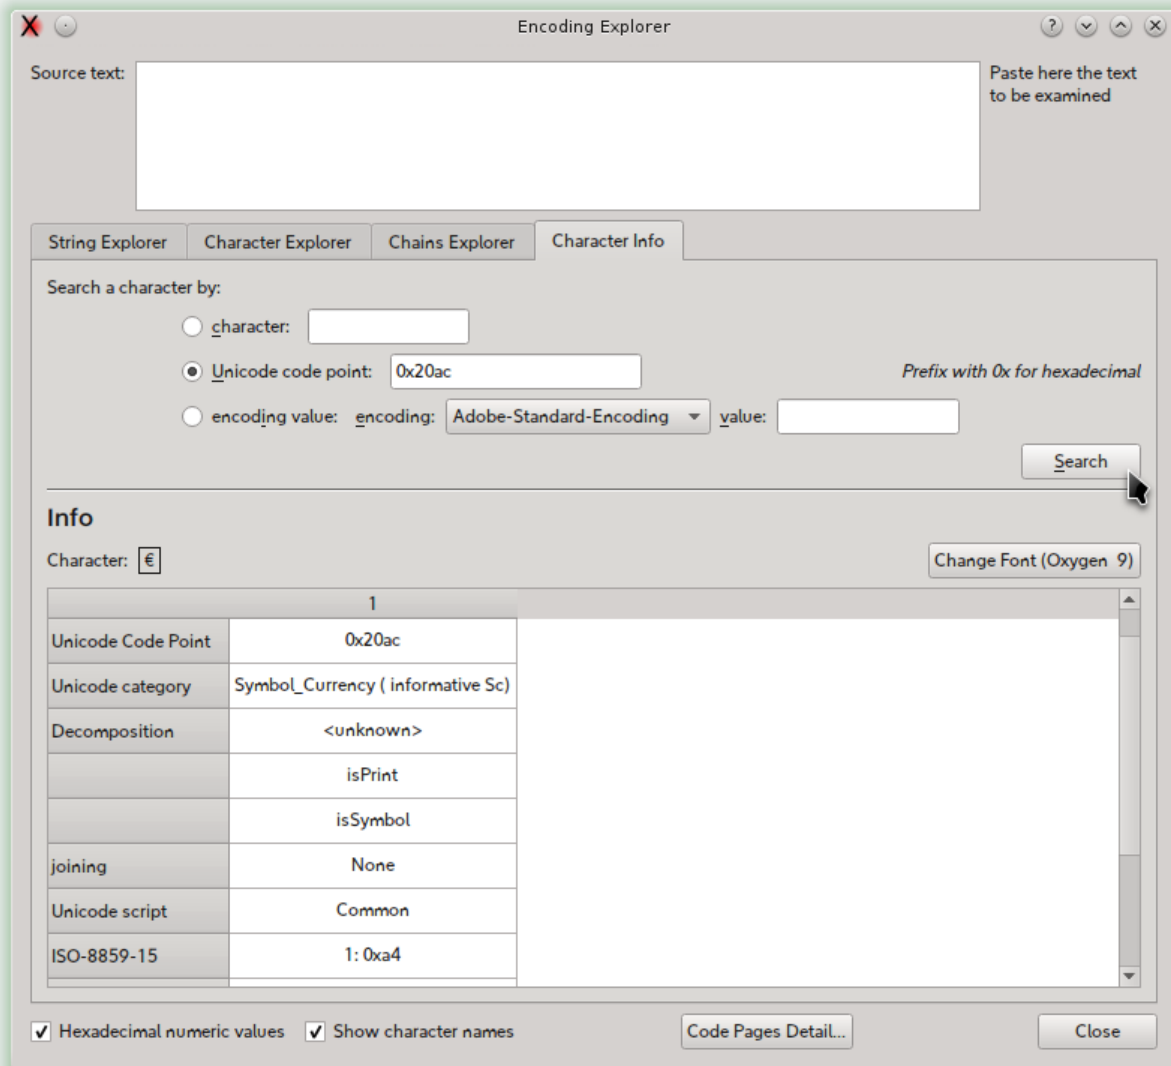 Encoding Explorer
Source text:
Paste here the text
to be examined
String Explorer Character Explorer Chains Explorer Character Info
Search a character by:
character:
Unicode code point: 0x20ac Prefix with 0x for hexadecimal
encoding value: encoding: Adobe-Standard-Encoding value:
Search
Info
Character: € Change Font (Oxygen 9)
1
Unicode Code Point 0x20ac
Unicode category Symbol_Currency ( informative Sc)
Decomposition <unknown>
isPrint
isSymbol
joining None
Unicode script Common
ISO-8859-15 1: 0xa4
Hexadecimal numeric values Show character names Code Pages Detail... Close